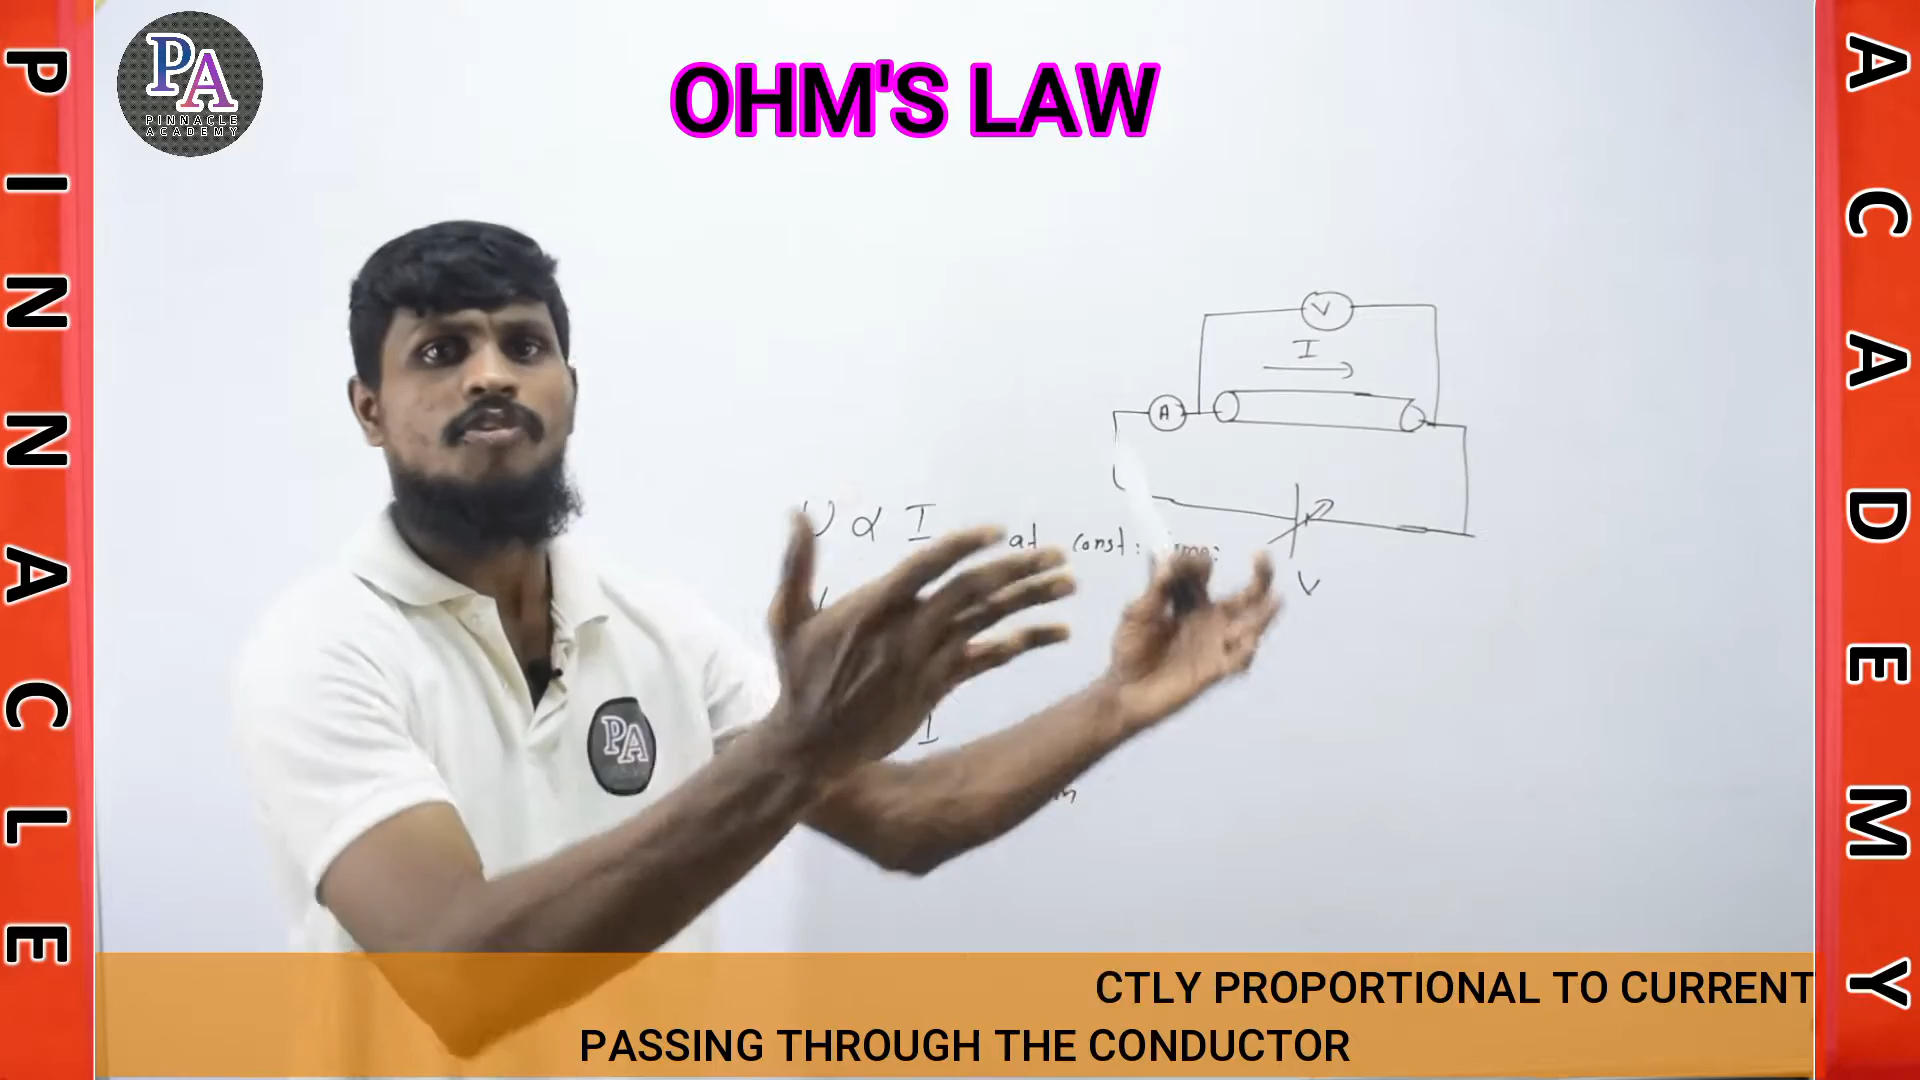 PA
PINNACLE
ACADEMY
OHM'S LAW
PINNACLE
ACADEMY
V
I
A
V ∝ I at const:
V
I
PA
CTLY PROPORTIONAL TO CURRENT
PASSING THROUGH THE CONDUCTOR